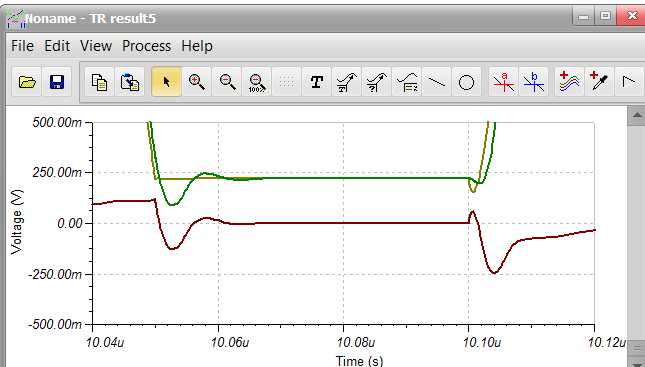 Noname - TR result5
File Edit View Process Help
100% T a b
500.00m
250.00m
0.00
-250.00m
-500.00m
Voltage (V)
10.04u 10.06u 10.08u 10.10u 10.12u
Time (s)